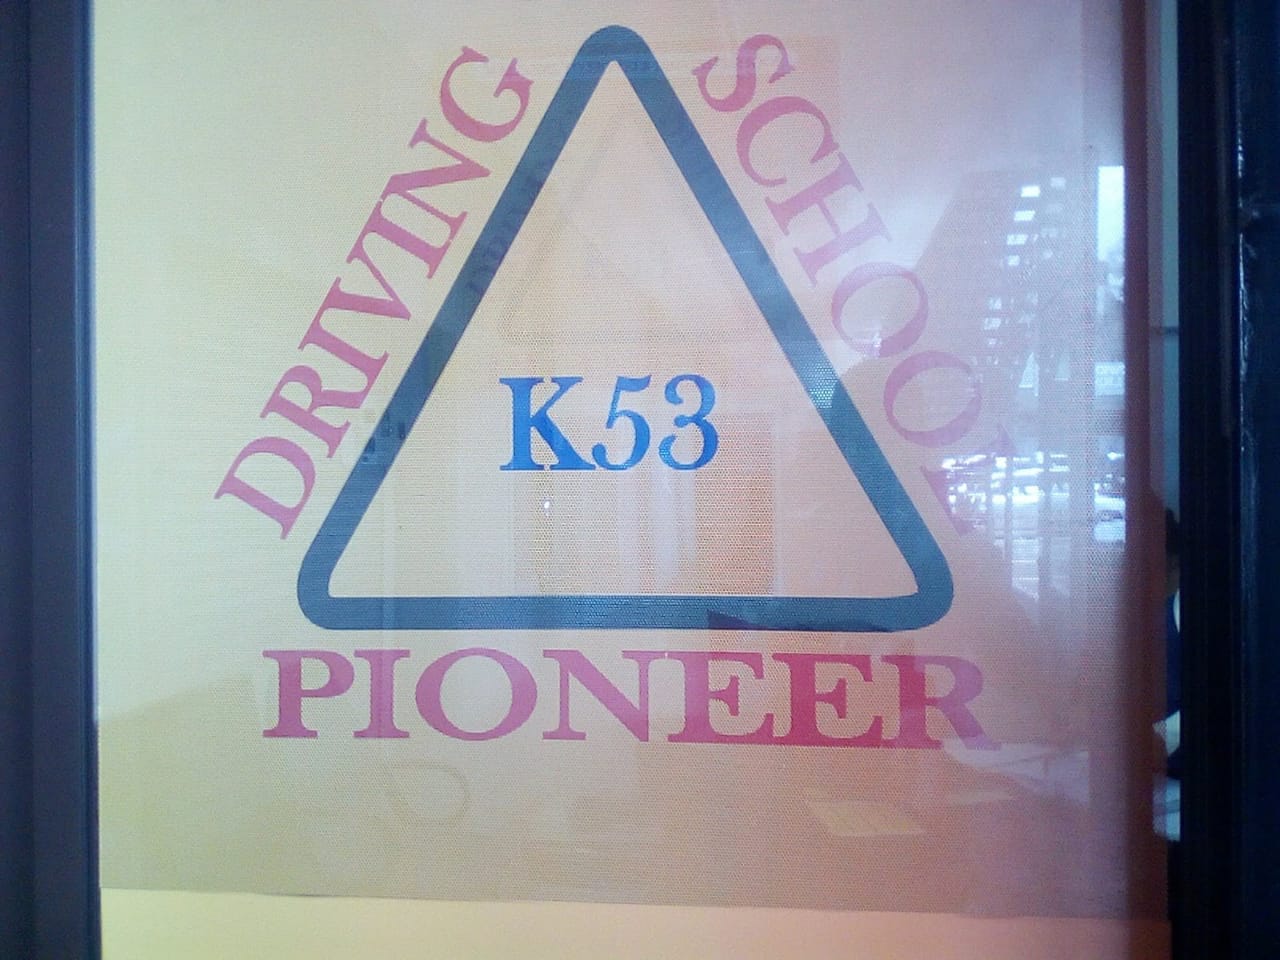 DRIVING
SCHOOL
K53
PIONEER